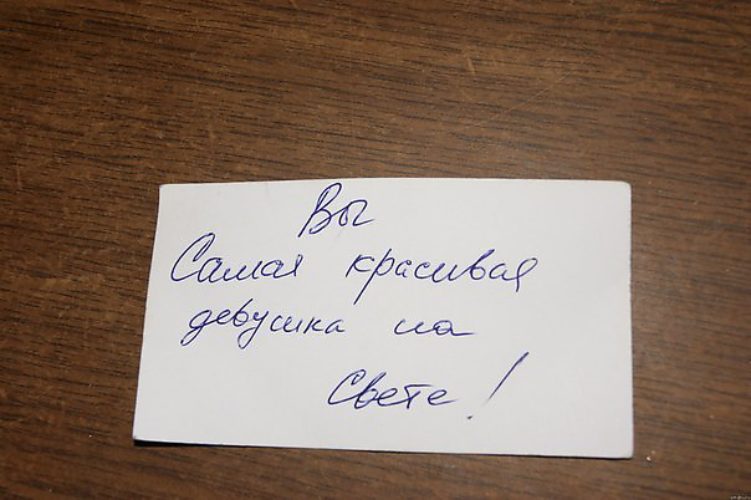 Вы
Самая красивая
девушка на
Свете!